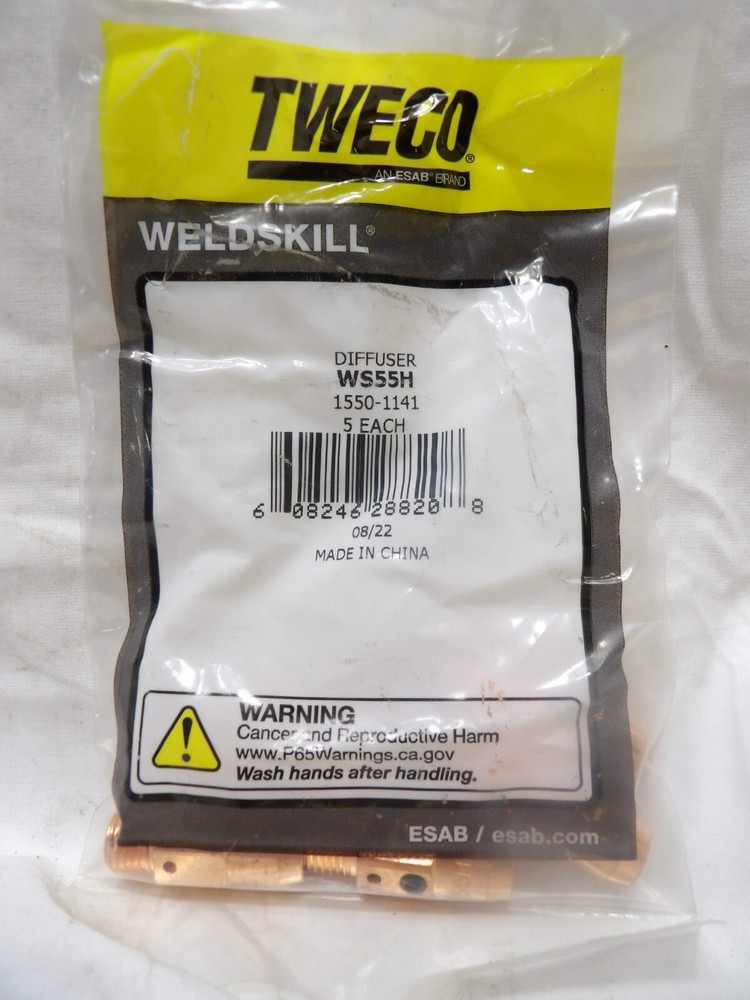 TWECO®
AN ESAB® BRAND
WELDSKILL®
DIFFUSER
WS55H
1550-1141
5 EACH
6 08246 28820 8
08/22
MADE IN CHINA
WARNING
Cancer and Reproductive Harm
www.P65Warnings.ca.gov
Wash hands after handling.
ESAB / esab.com